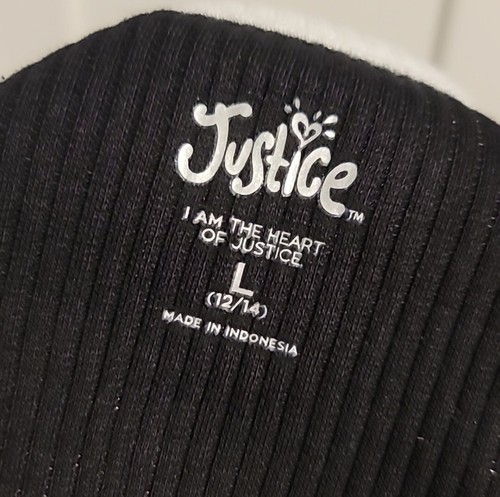 Justice™
I AM THE HEART
OF JUSTICE
L
(12/14)
MADE IN INDONESIA